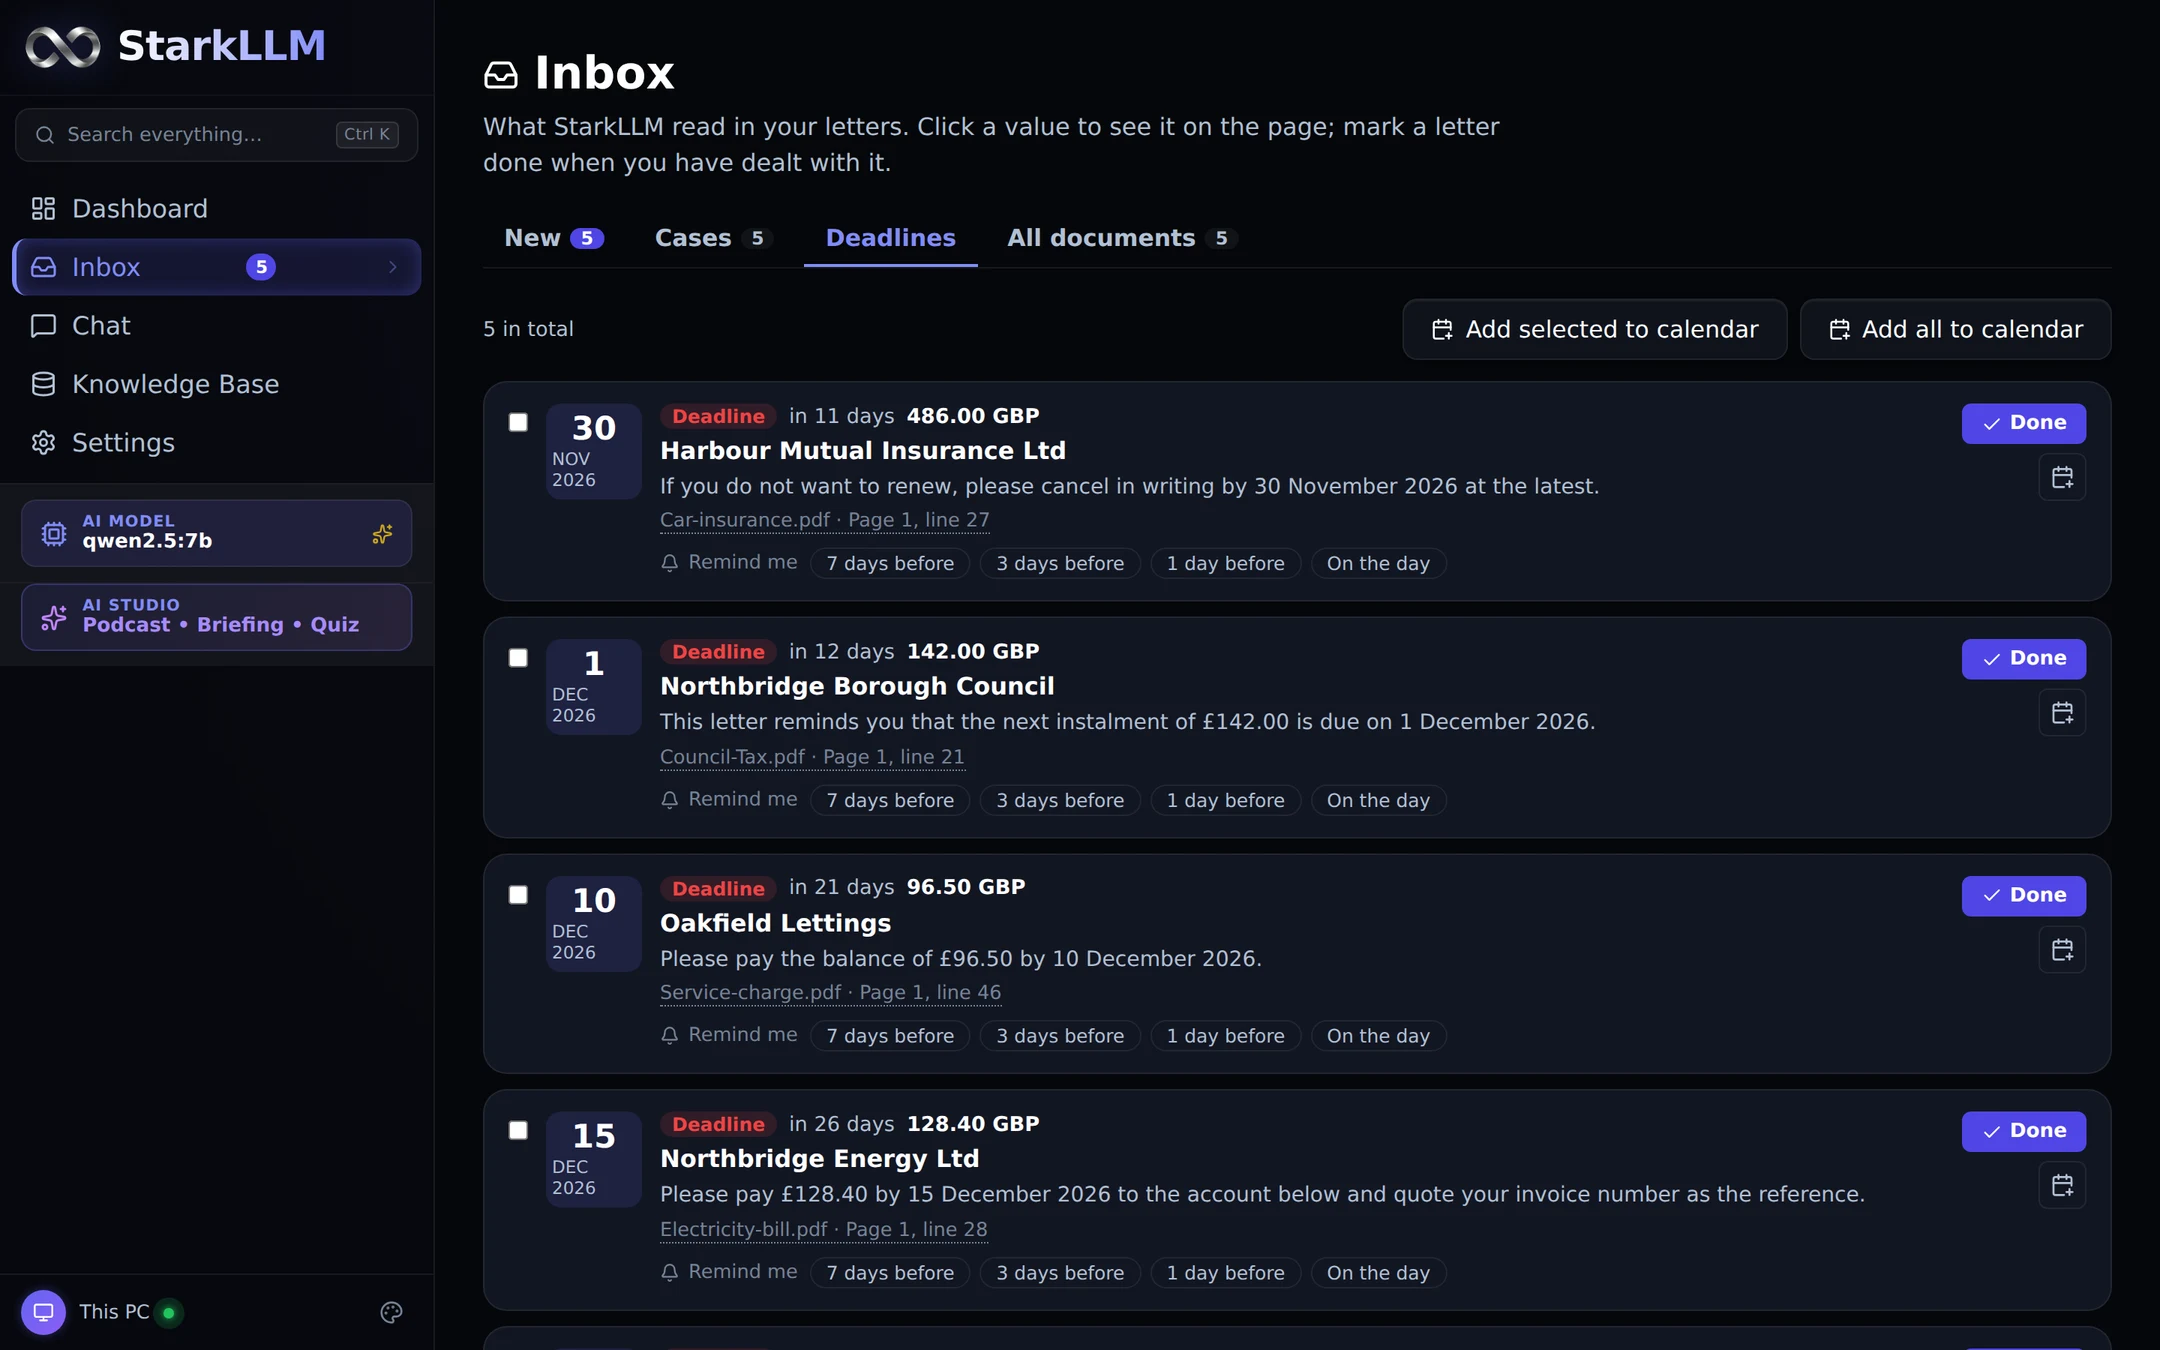 StarkLLM
Search everything... Ctrl K
Dashboard
Inbox 5
Chat
Knowledge Base
Settings
AI MODEL
qwen2.5:7b
AI STUDIO
Podcast • Briefing • Quiz
This PC
Inbox
What StarkLLM read in your letters. Click a value to see it on the page; mark a letter
done when you have dealt with it.
New 5 Cases 5 Deadlines All documents 5
5 in total Add selected to calendar Add all to calendar
30
NOV
2026
Deadline in 11 days 486.00 GBP
Harbour Mutual Insurance Ltd
If you do not want to renew, please cancel in writing by 30 November 2026 at the latest.
Car-insurance.pdf · Page 1, line 27
Remind me 7 days before 3 days before 1 day before On the day
Done
1
DEC
2026
Deadline in 12 days 142.00 GBP
Northbridge Borough Council
This letter reminds you that the next instalment of £142.00 is due on 1 December 2026.
Council-Tax.pdf · Page 1, line 21
Remind me 7 days before 3 days before 1 day before On the day
Done
10
DEC
2026
Deadline in 21 days 96.50 GBP
Oakfield Lettings
Please pay the balance of £96.50 by 10 December 2026.
Service-charge.pdf · Page 1, line 46
Remind me 7 days before 3 days before 1 day before On the day
Done
15
DEC
2026
Deadline in 26 days 128.40 GBP
Northbridge Energy Ltd
Please pay £128.40 by 15 December 2026 to the account below and quote your invoice number as the reference.
Electricity-bill.pdf · Page 1, line 28
Remind me 7 days before 3 days before 1 day before On the day
Done